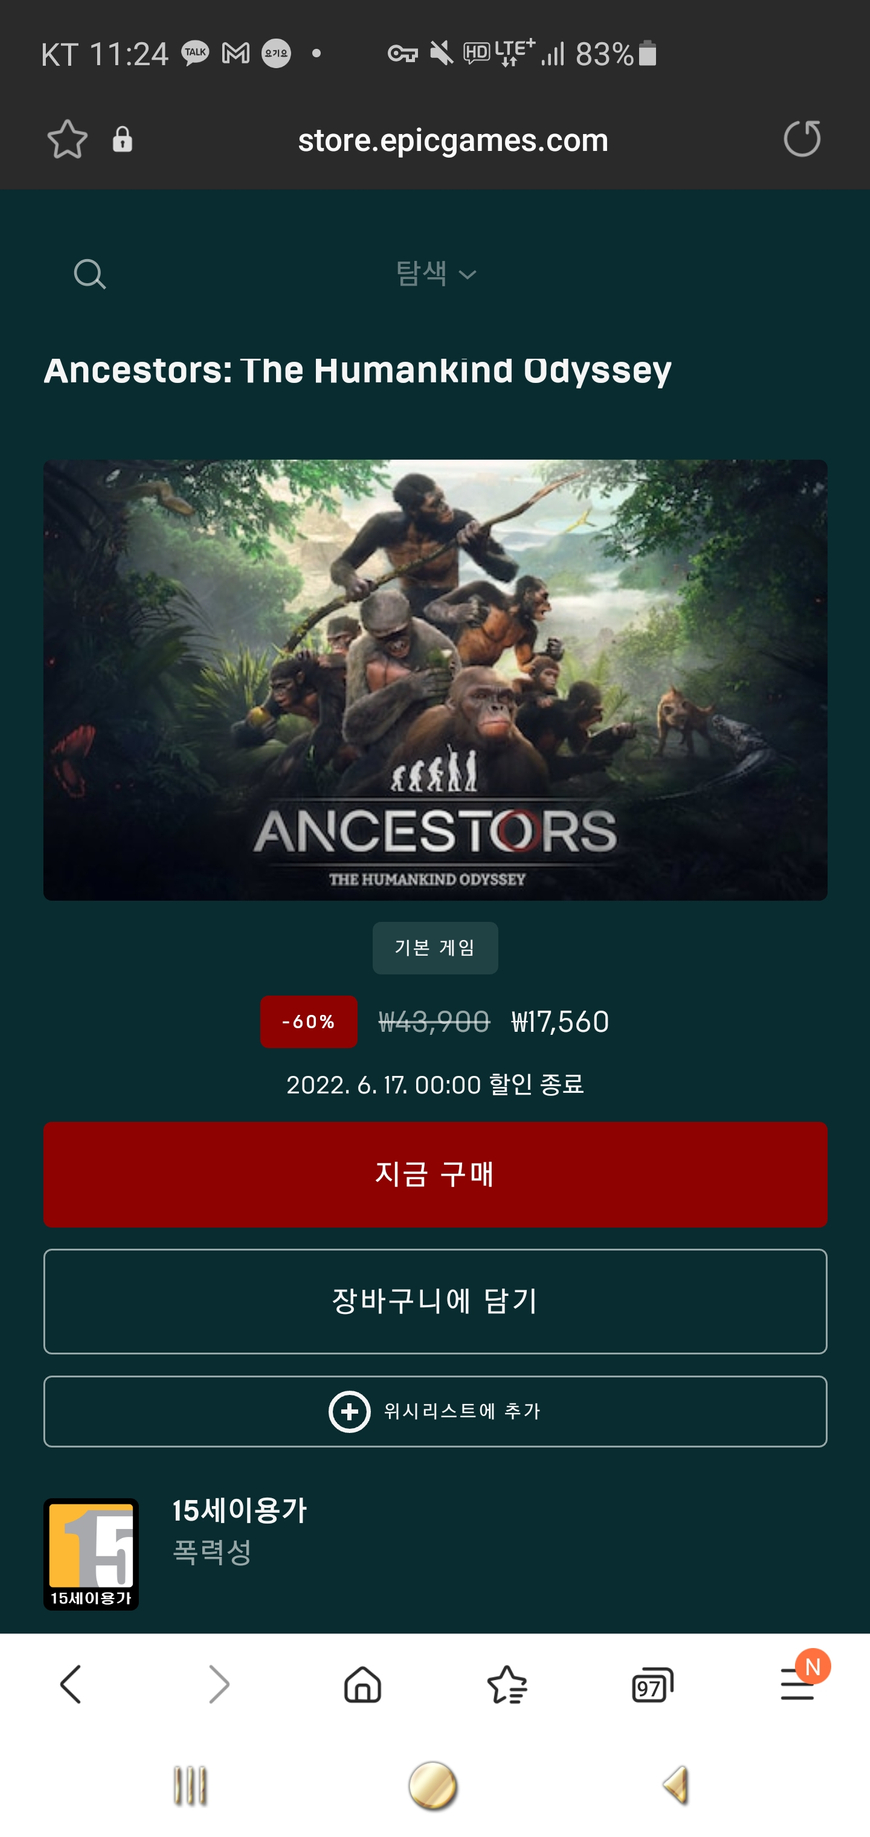 KT 11:24 TALK 요기요 HD LTE+ 83%
store.epicgames.com
탐색
Ancestors: The Humankind Odyssey
ANCESTORS
THE HUMANKIND ODYSSEY
기본 게임
-60% ₩43,900 ₩17,560
2022. 6. 17. 00:00 할인 종료
지금 구매
장바구니에 담기
위시리스트에 추가
15세이용가
폭력성
15
15세이용가
97
N